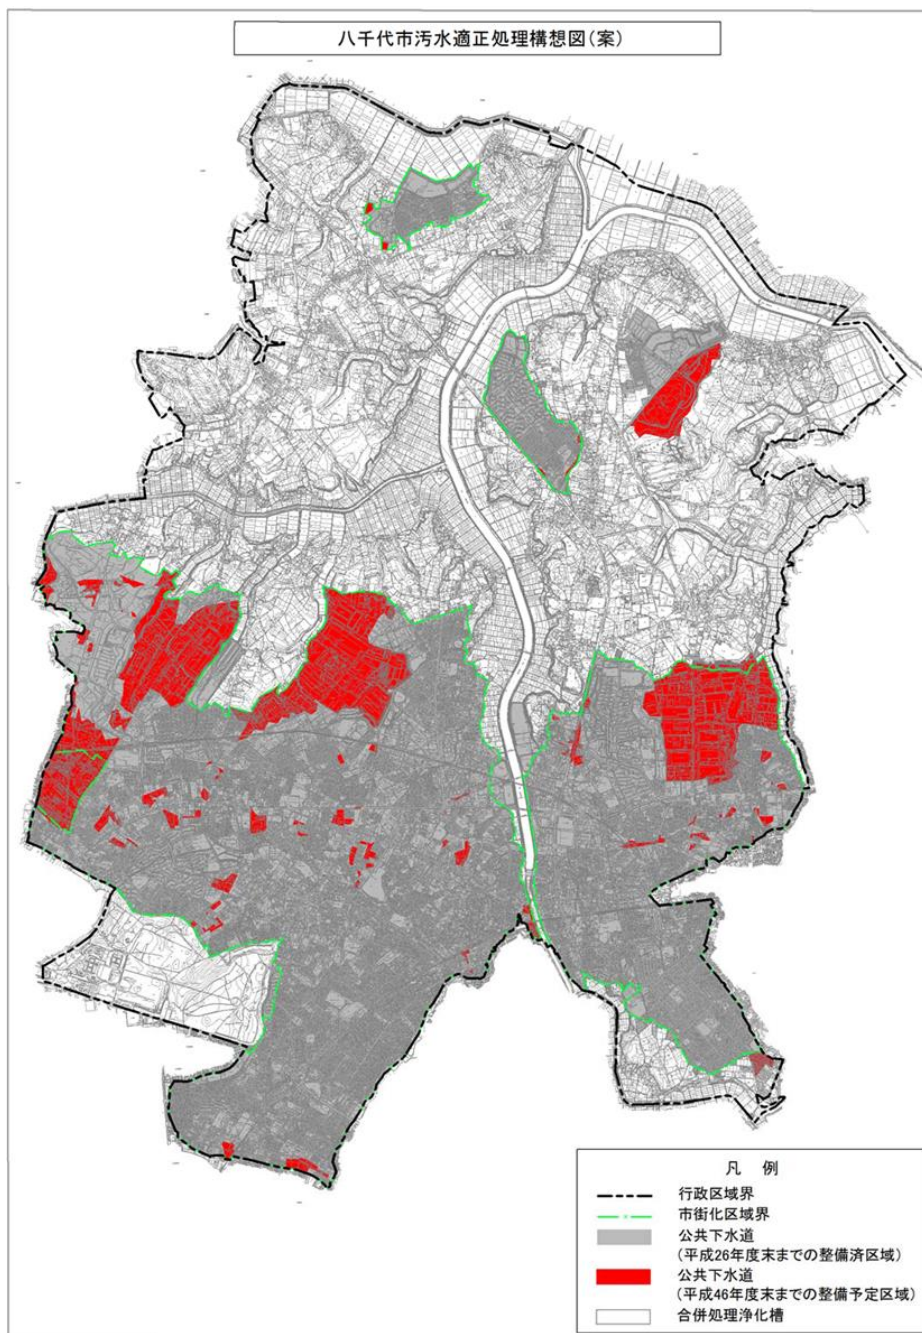 八千代市汚水適正処理構想図(案)
凡 例
行政区域界
市街化区域界
公共下水道
(平成26年度末までの整備済区域)
公共下水道
(平成46年度末までの整備予定区域)
合併処理浄化槽